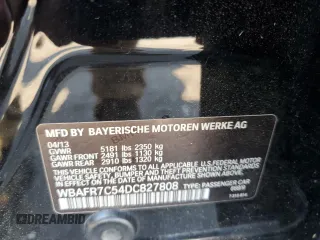 MFD BY BAYERISCHE MOTOREN WERKE AG
04/13
GVWR 5181 lbs 2350 kg
GAWR FRONT 2491 lbs 1130 kg
GAWR REAR 2910 lbs 1320 kg
THIS VEHICLE CONFORMS TO ALL APPLICABLE FEDERAL MOTOR
VEHICLE SAFETY, BUMPER, AND THEFT PREVENTION STANDARDS
IN EFFECT ON THE DATE OF MANUFACTURE SHOWN ABOVE.
WBAFR7C54DC827808 TYPE: PASSENGER CAR
DREAMBID